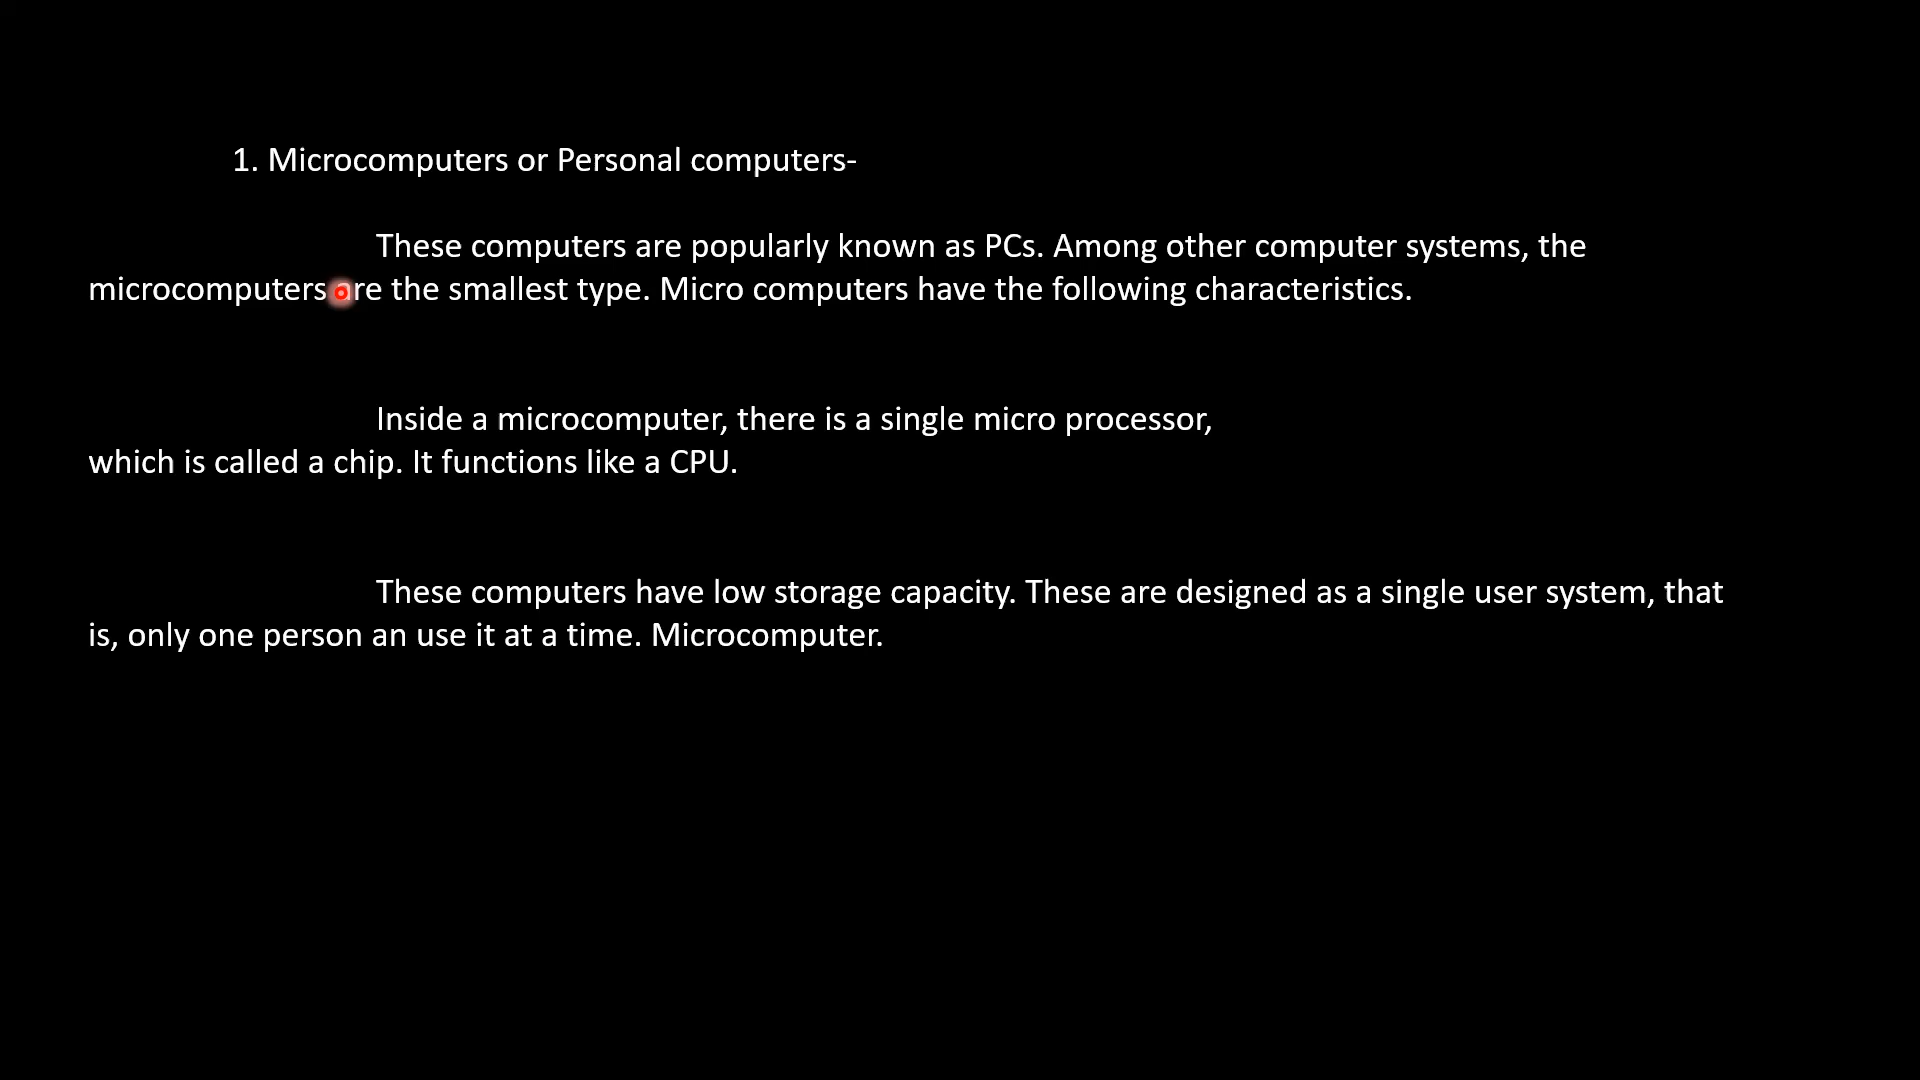 1. Microcomputers or Personal computers-
These computers are popularly known as PCs. Among other computer systems, the
microcomputers are the smallest type. Micro computers have the following characteristics.
Inside a microcomputer, there is a single micro processor,
which is called a chip. It functions like a CPU.
These computers have low storage capacity. These are designed as a single user system, that
is, only one person an use it at a time. Microcomputer.